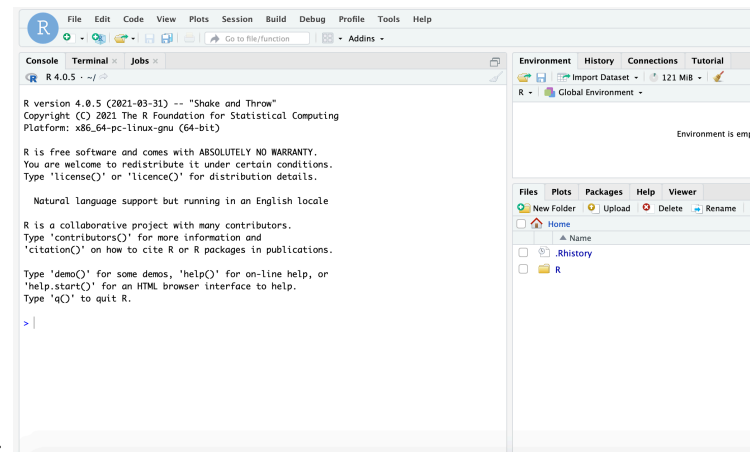 R
File Edit Code View Plots Session Build Debug Profile Tools Help
Go to file/function Addins
Console Terminal Jobs
R 4.0.5 · ~/
R version 4.0.5 (2021-03-31) -- "Shake and Throw"
Copyright (C) 2021 The R Foundation for Statistical Computing
Platform: x86_64-pc-linux-gnu (64-bit)
R is free software and comes with ABSOLUTELY NO WARRANTY.
You are welcome to redistribute it under certain conditions.
Type 'license()' or 'licence()' for distribution details.
Natural language support but running in an English locale
R is a collaborative project with many contributors.
Type 'contributors()' for more information and
'citation()' on how to cite R or R packages in publications.
Type 'demo()' for some demos, 'help()' for on-line help, or
'help.start()' for an HTML browser interface to help.
Type 'q()' to quit R.
>
Environment History Connections Tutorial
Import Dataset 121 MiB
R Global Environment
Environment is emp
Files Plots Packages Help Viewer
New Folder Upload Delete Rename
Home
Name
.Rhistory
R